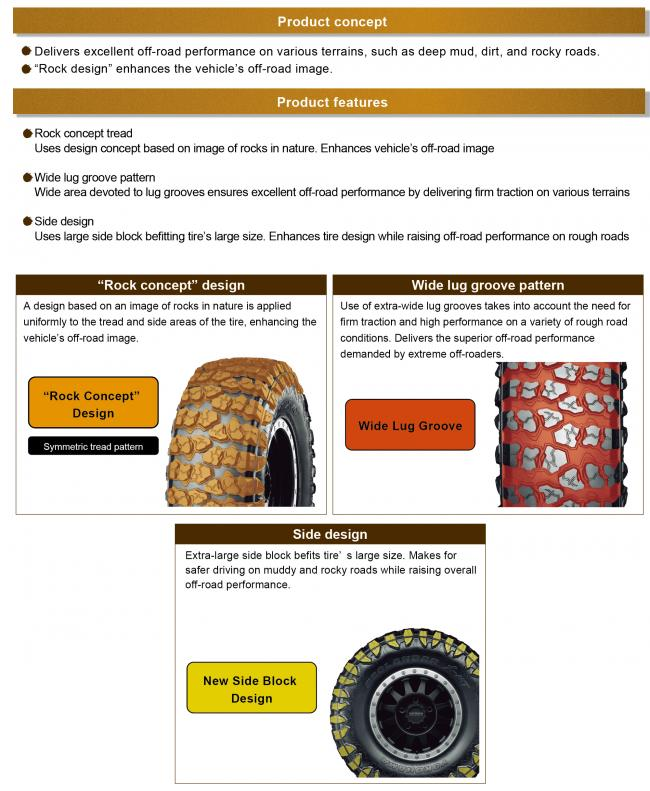 Product concept
Delivers excellent off-road performance on various terrains, such as deep mud, dirt, and rocky roads.
“Rock design” enhances the vehicle’s off-road image.
Product features
Rock concept tread
Uses design concept based on image of rocks in nature. Enhances vehicle’s off-road image
Wide lug groove pattern
Wide area devoted to lug grooves ensures excellent off-road performance by delivering firm traction on various terrains
Side design
Uses large side block befitting tire’s large size. Enhances tire design while raising off-road performance on rough roads
“Rock concept” design
A design based on an image of rocks in nature is applied
uniformly to the tread and side areas of the tire, enhancing the
vehicle’s off-road image.
“Rock Concept”
Design
Symmetric tread pattern
Wide lug groove pattern
Use of extra-wide lug grooves takes into account the need for
firm traction and high performance on a variety of rough road
conditions. Delivers the superior off-road performance
demanded by extreme off-roaders.
Wide Lug Groove
Side design
Extra-large side block befits tire’ s large size. Makes for
safer driving on muddy and rocky roads while raising overall
off-road performance.
New Side Block
Design